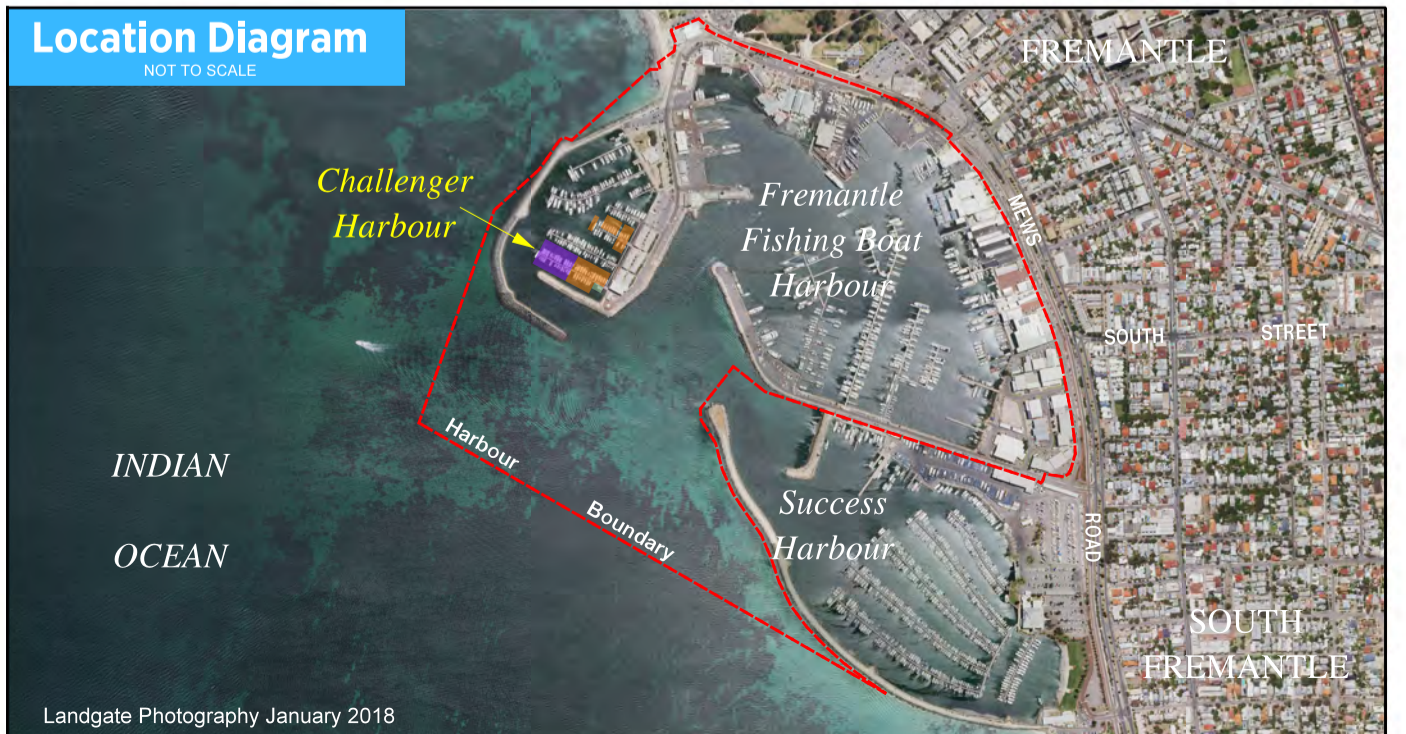 Location Diagram
NOT TO SCALE
FREMANTLE
Challenger
Harbour
Fremantle
Fishing Boat
Harbour
MEWS
SOUTH
STREET
Harbour
Boundary
INDIAN
OCEAN
Success
Harbour
ROAD
SOUTH
FREMANTLE
Landgate Photography January 2018